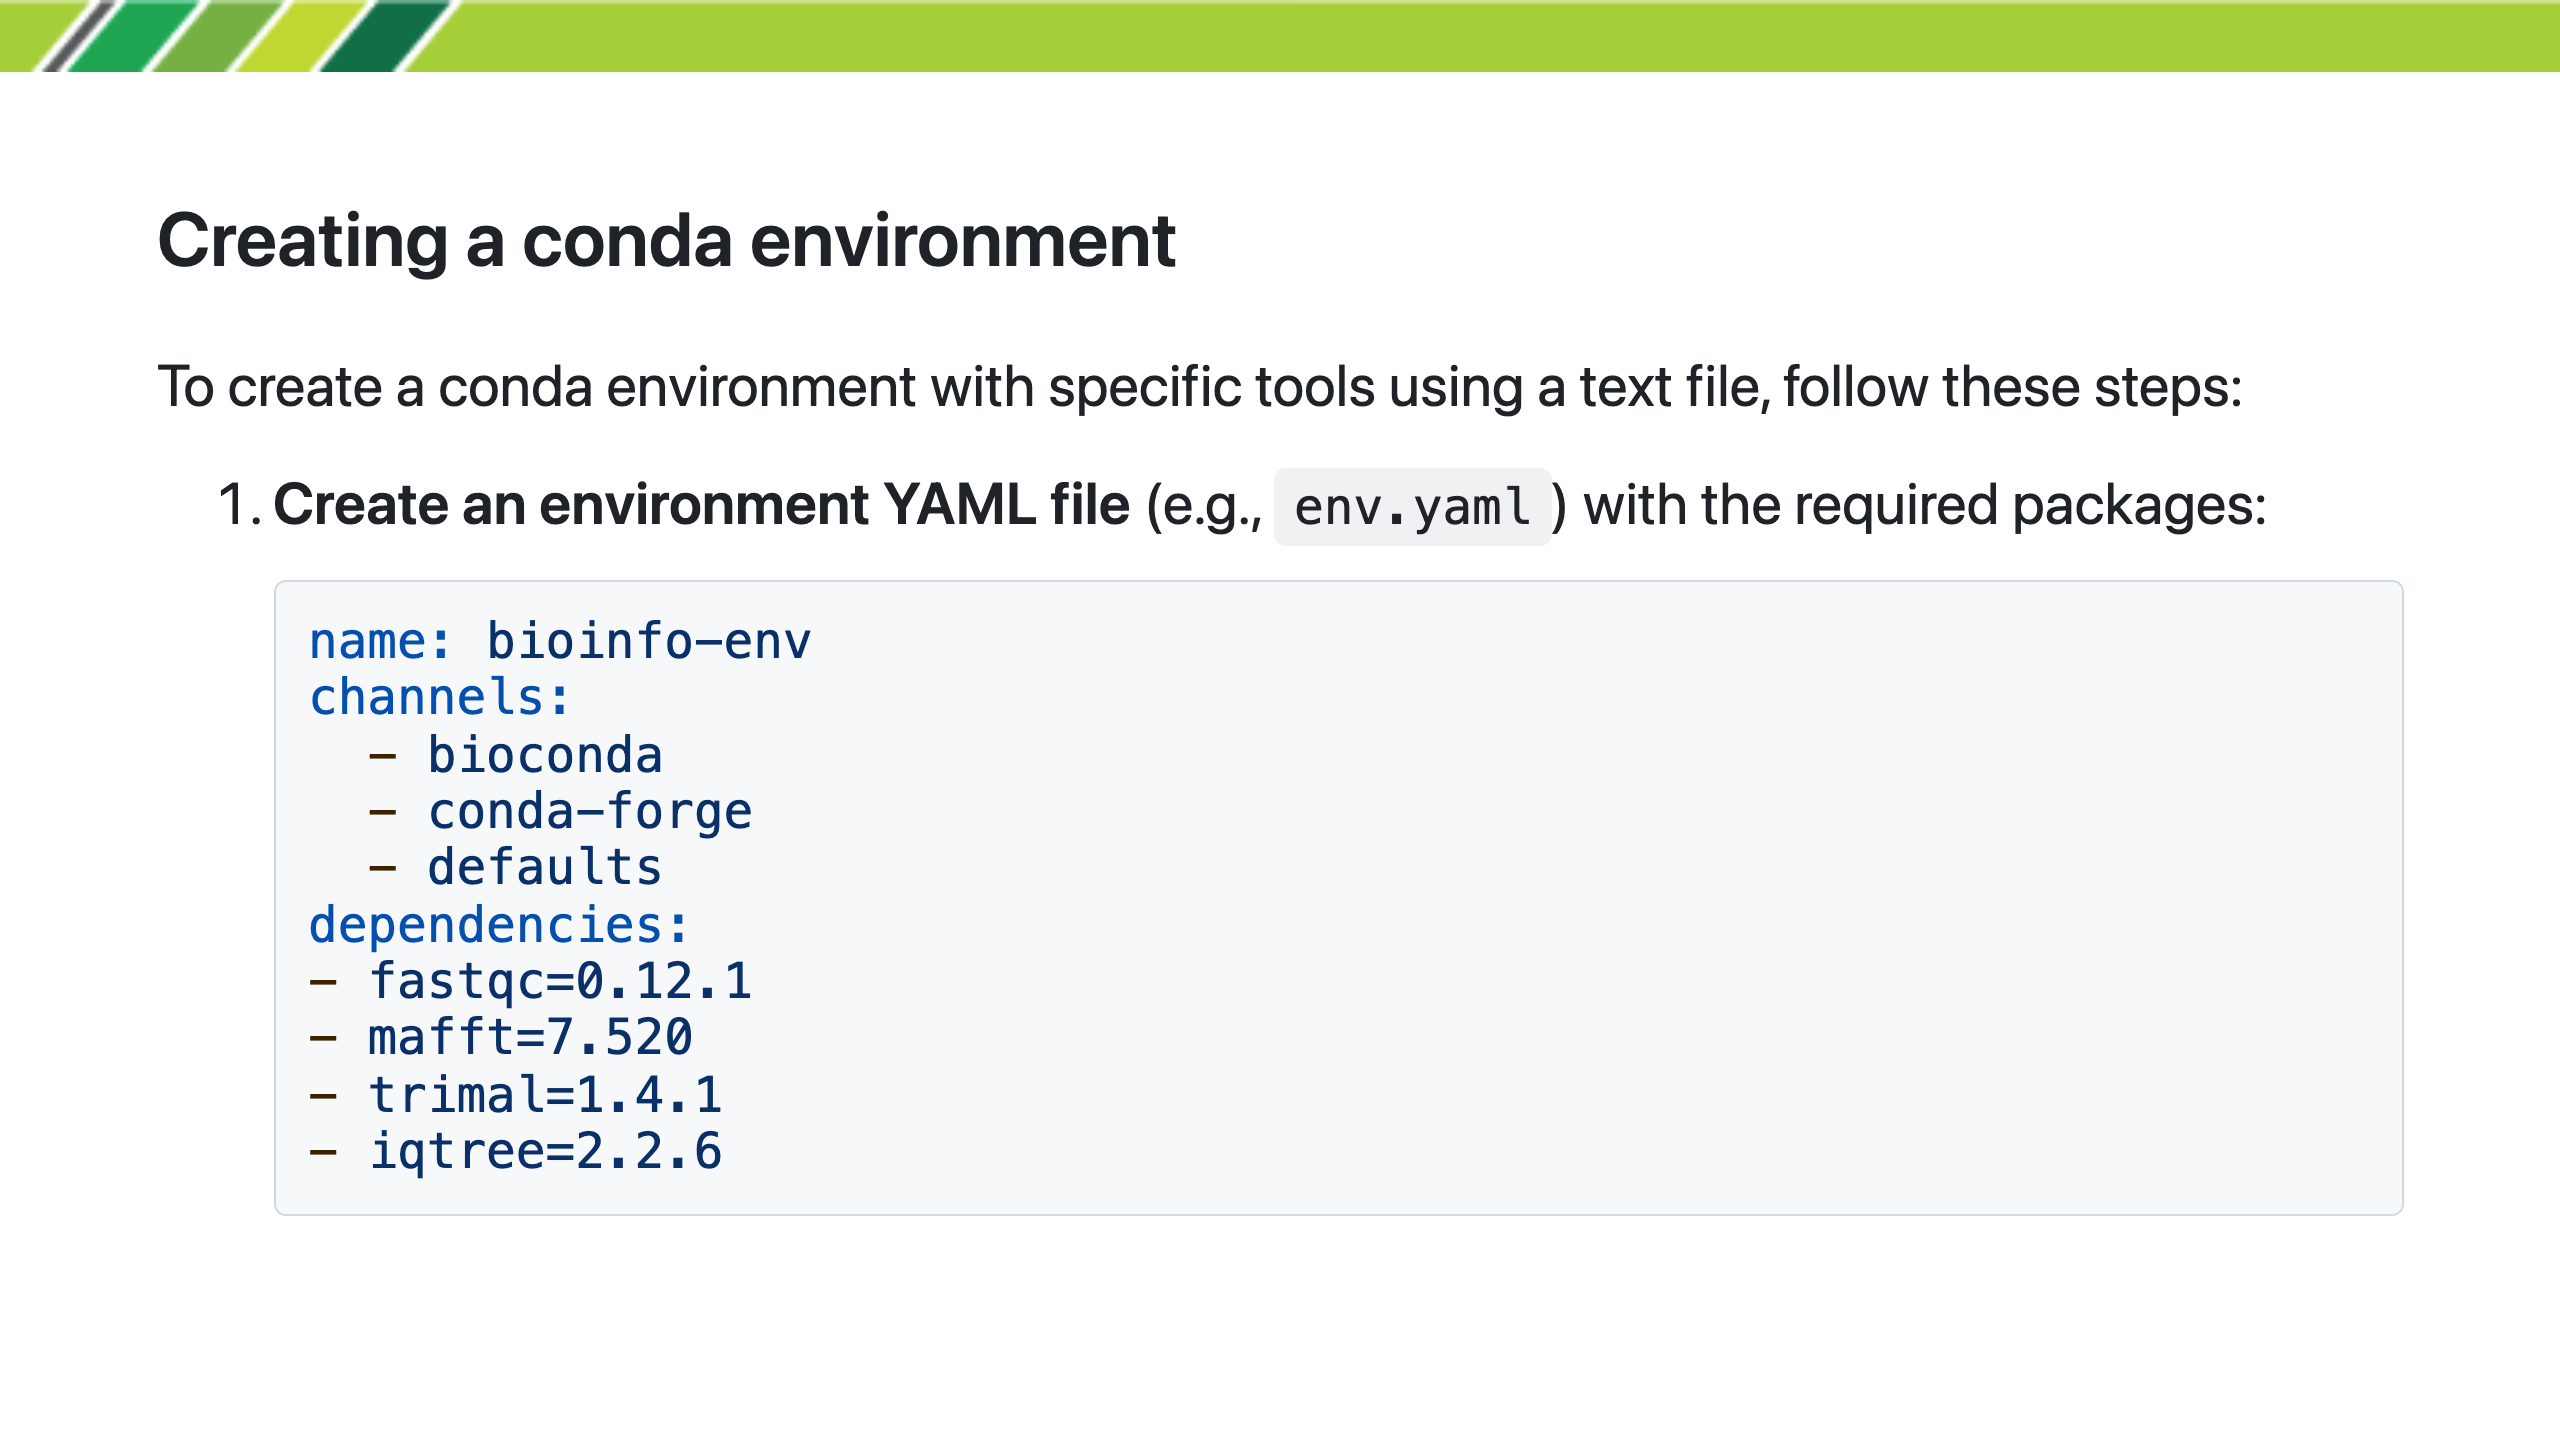 Creating a conda environment
To create a conda environment with specific tools using a text file, follow these steps:
1. Create an environment YAML file (e.g., env.yaml) with the required packages:
name: bioinfo-env
channels:
  - bioconda
  - conda-forge
  - defaults
dependencies:
- fastqc=0.12.1
- mafft=7.520
- trimal=1.4.1
- iqtree=2.2.6